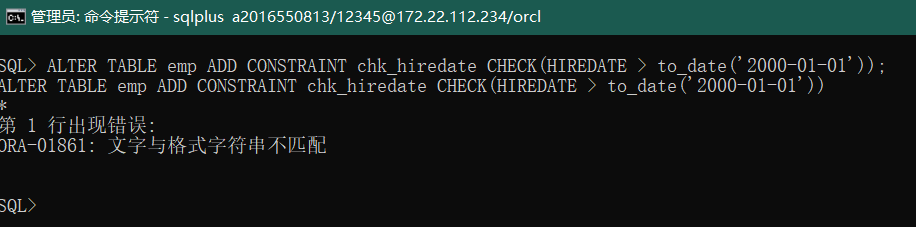 管理员: 命令提示符 - sqlplus a2016550813/12345@172.22.112.234/orcl
SQL> ALTER TABLE emp ADD CONSTRAINT chk_hiredate CHECK(HIREDATE > to_date('2000-01-01'));
ALTER TABLE emp ADD CONSTRAINT chk_hiredate CHECK(HIREDATE > to_date('2000-01-01'))
*
第 1 行出现错误:
ORA-01861: 文字与格式字符串不匹配
SQL>